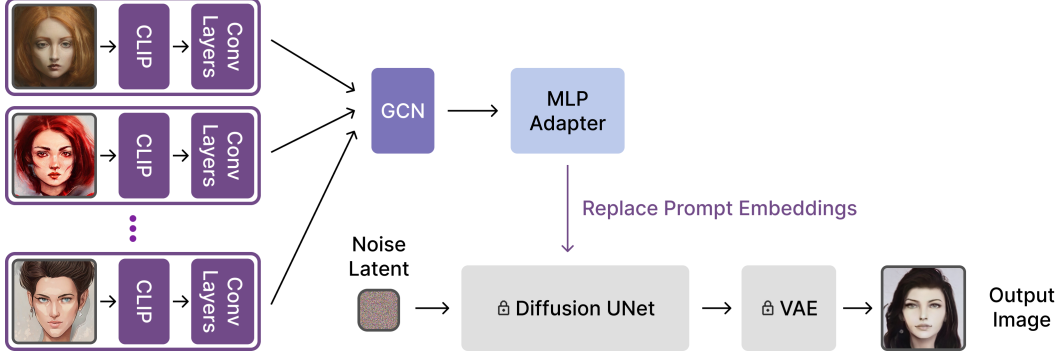 CLIP
Conv
Layers
CLIP
Conv
Layers
CLIP
Conv
Layers
GCN
MLP
Adapter
Replace Prompt Embeddings
Noise
Latent
Diffusion UNet
VAE
Output
Image